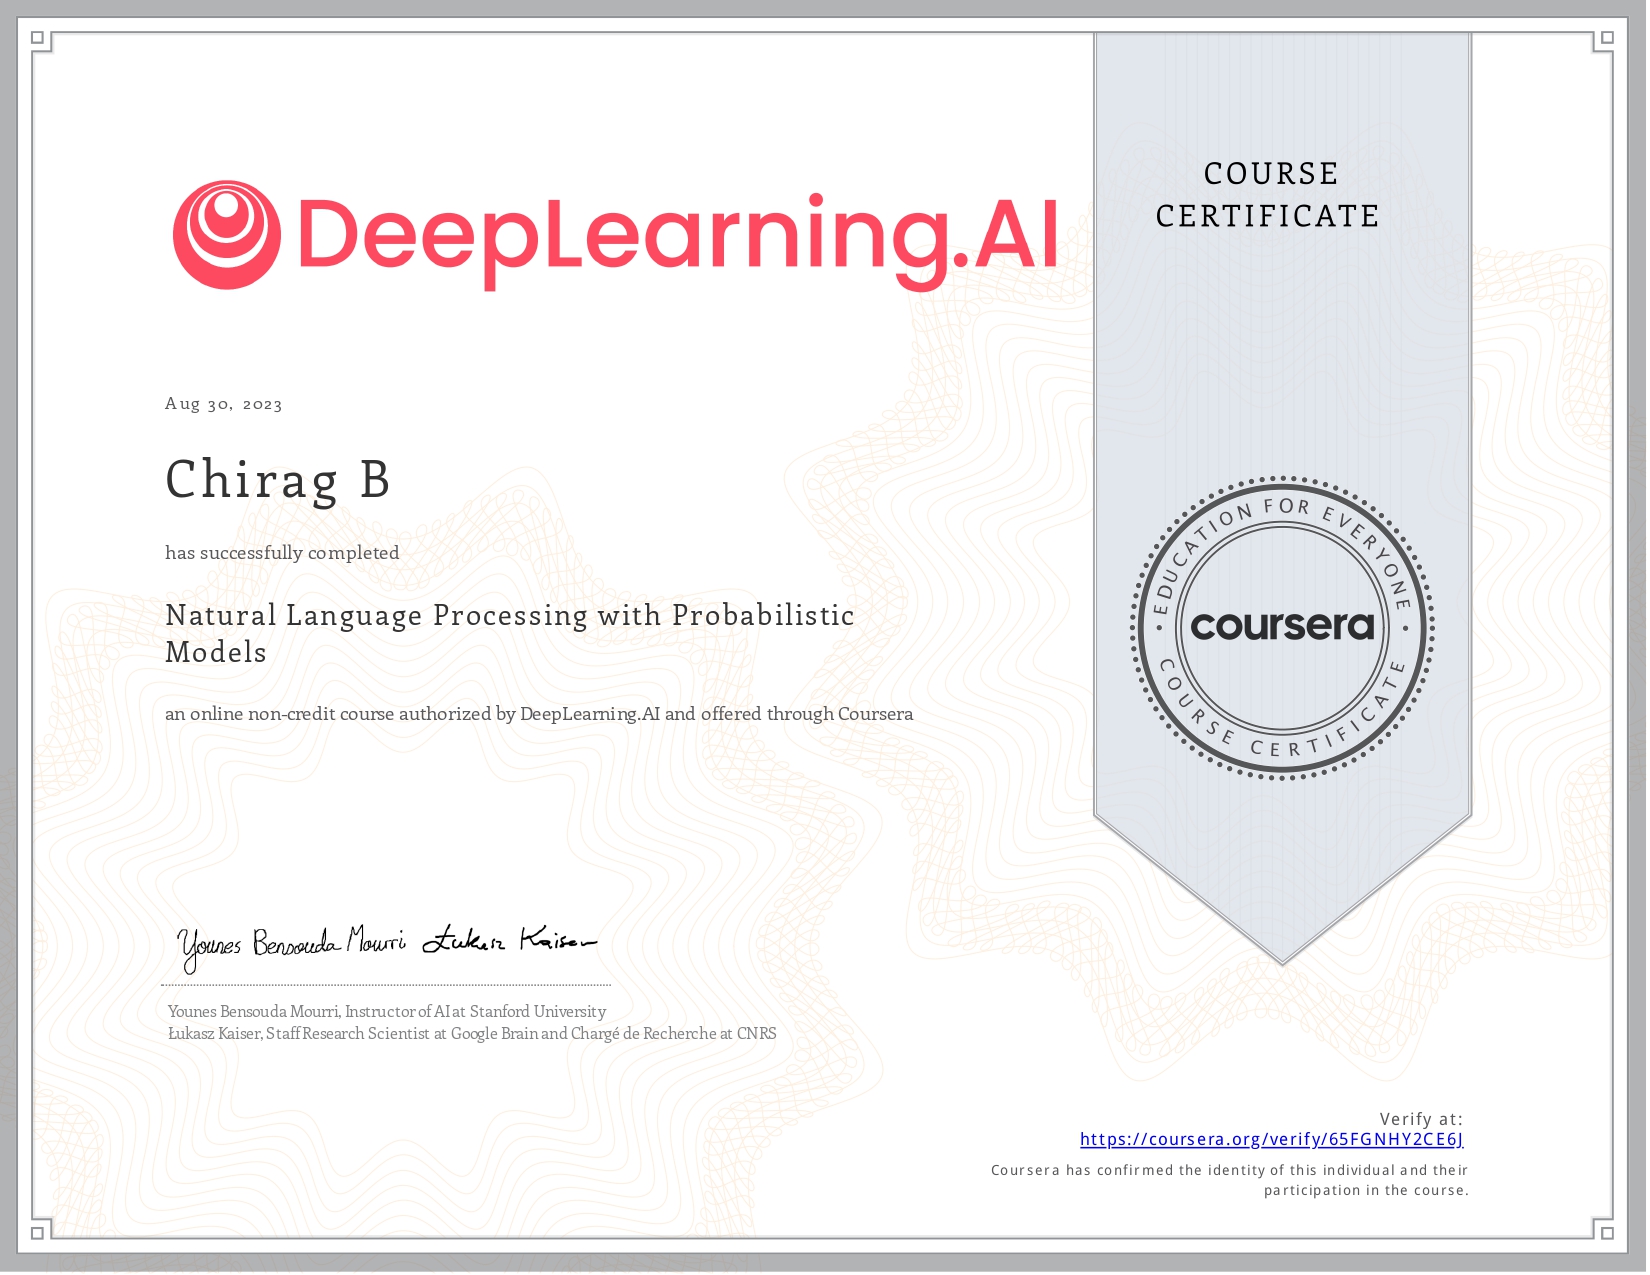 DeepLearning.AI
COURSE
CERTIFICATE
Aug 30, 2023
Chirag B
has successfully completed
Natural Language Processing with Probabilistic
Models
an online non-credit course authorized by DeepLearning.AI and offered through Coursera
EDUCATION FOR EVERYONE
coursera
COURSE CERTIFICATE
Younes Bensouda Mourri Łukasz Kaiser
Younes Bensouda Mourri, Instructor of AI at Stanford University
Łukasz Kaiser, Staff Research Scientist at Google Brain and Chargé de Recherche at CNRS
Verify at:
https://coursera.org/verify/65FGNHY2CE6J
Coursera has confirmed the identity of this individual and their
participation in the course.